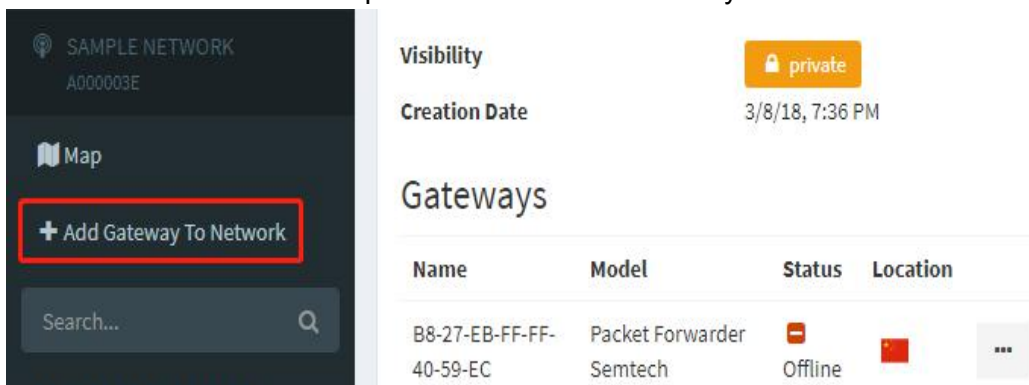 SAMPLE NETWORK
A000003E
Map
+ Add Gateway To Network
Search...
Visibility
private
Creation Date
3/8/18, 7:36 PM
Gateways
Name Model Status Location
B8-27-EB-FF-FF- Packet Forwarder
40-59-EC Semtech Offline
...